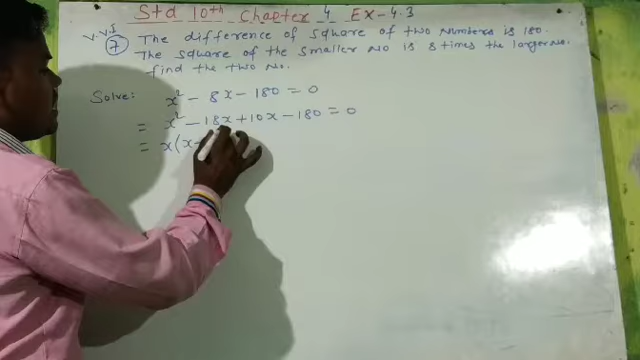 Std 10th Chapter 4 Ex-4.3
V.V.I
7 The difference of square of two numbers is 180.
The square of the smaller no is 8 times the larger no.
find the two no.
Solve: x² - 8x - 180 = 0
= x² - 18x + 10x - 180 = 0
= x(x-